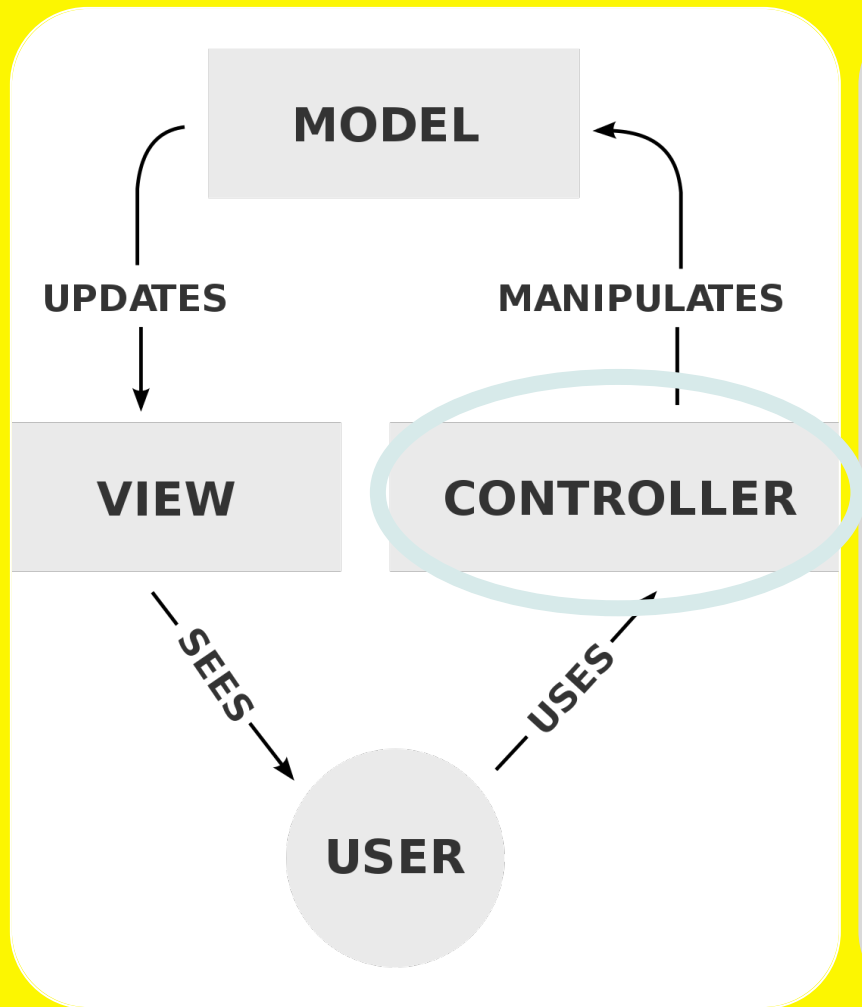 MODEL
UPDATES
MANIPULATES
VIEW
CONTROLLER
SEES
USES
USER